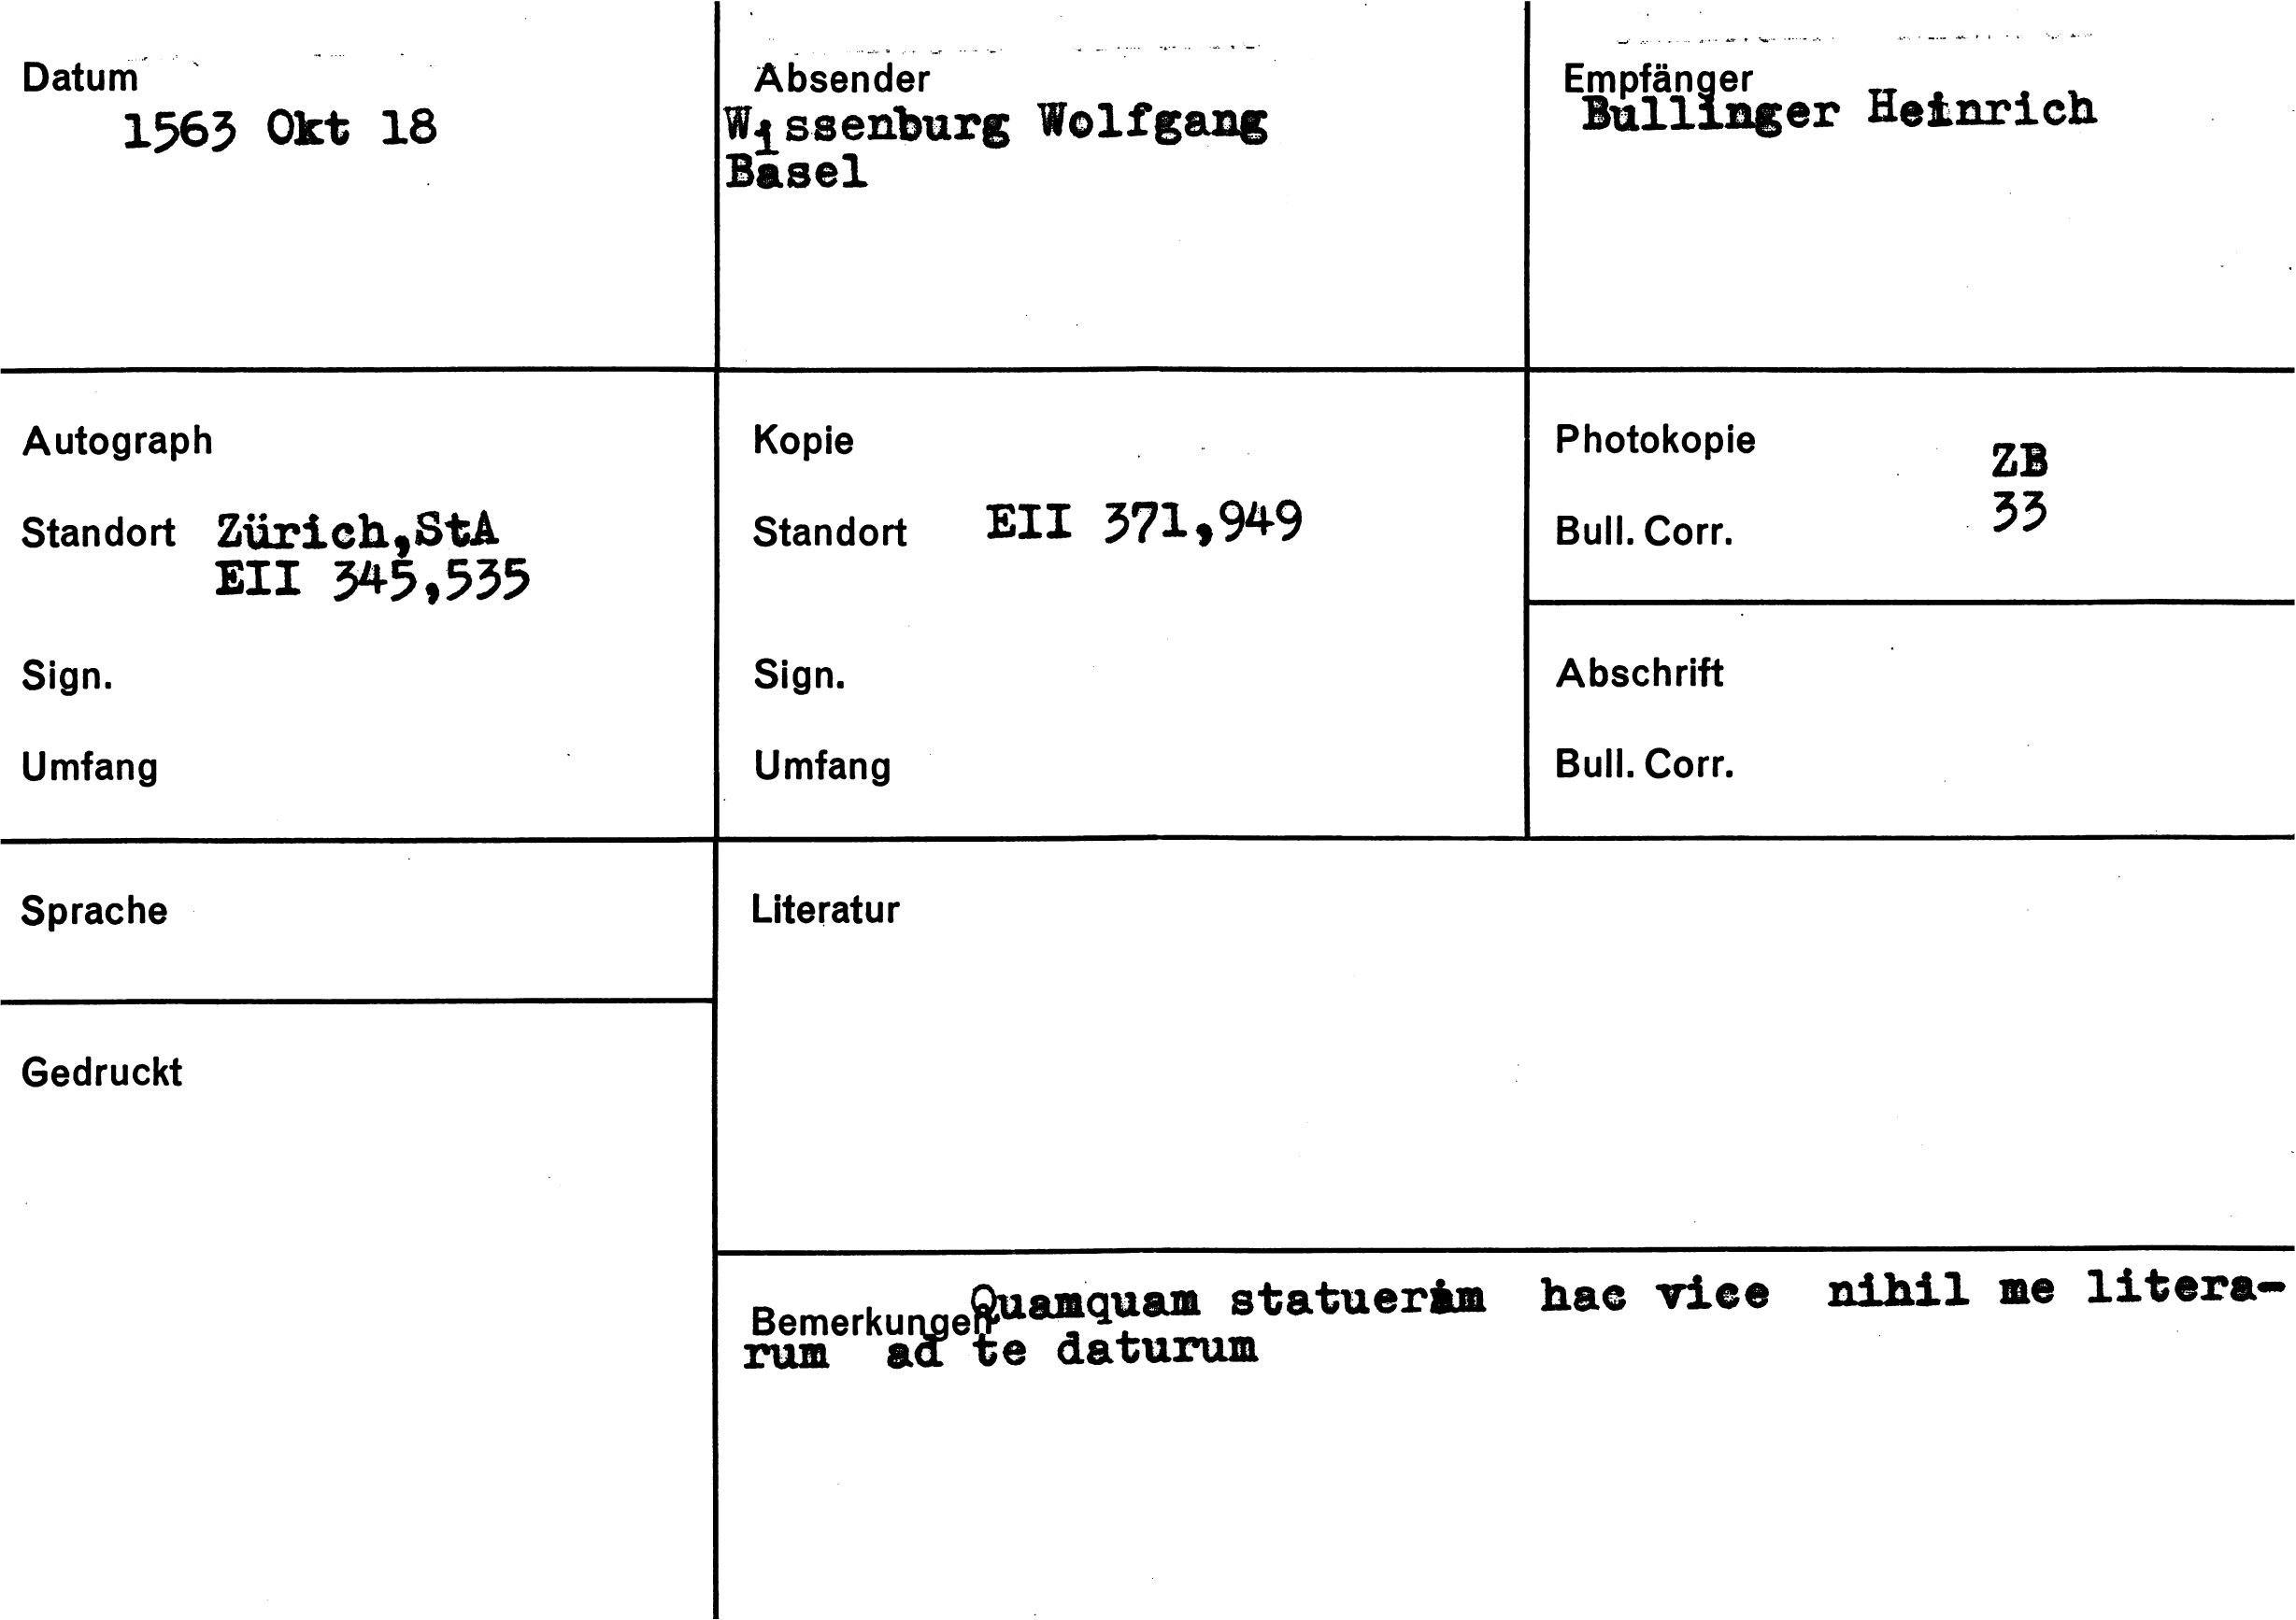 Datum
1563 Okt 18
Absender
Wissenburg Wolfgang
Basel
Empfänger
Bullinger Heinrich
Autograph
Standort Zürich,StA
EII 345,535
Sign.
Umfang
Kopie
Standort EII 371,949
Sign.
Umfang
Photokopie ZB
Bull. Corr. 33
Abschrift
Bull. Corr.
Sprache
Gedruckt
Literatur
Bemerkungen Quamquam statueram hac vice nihil me litera-
rum ad te daturum